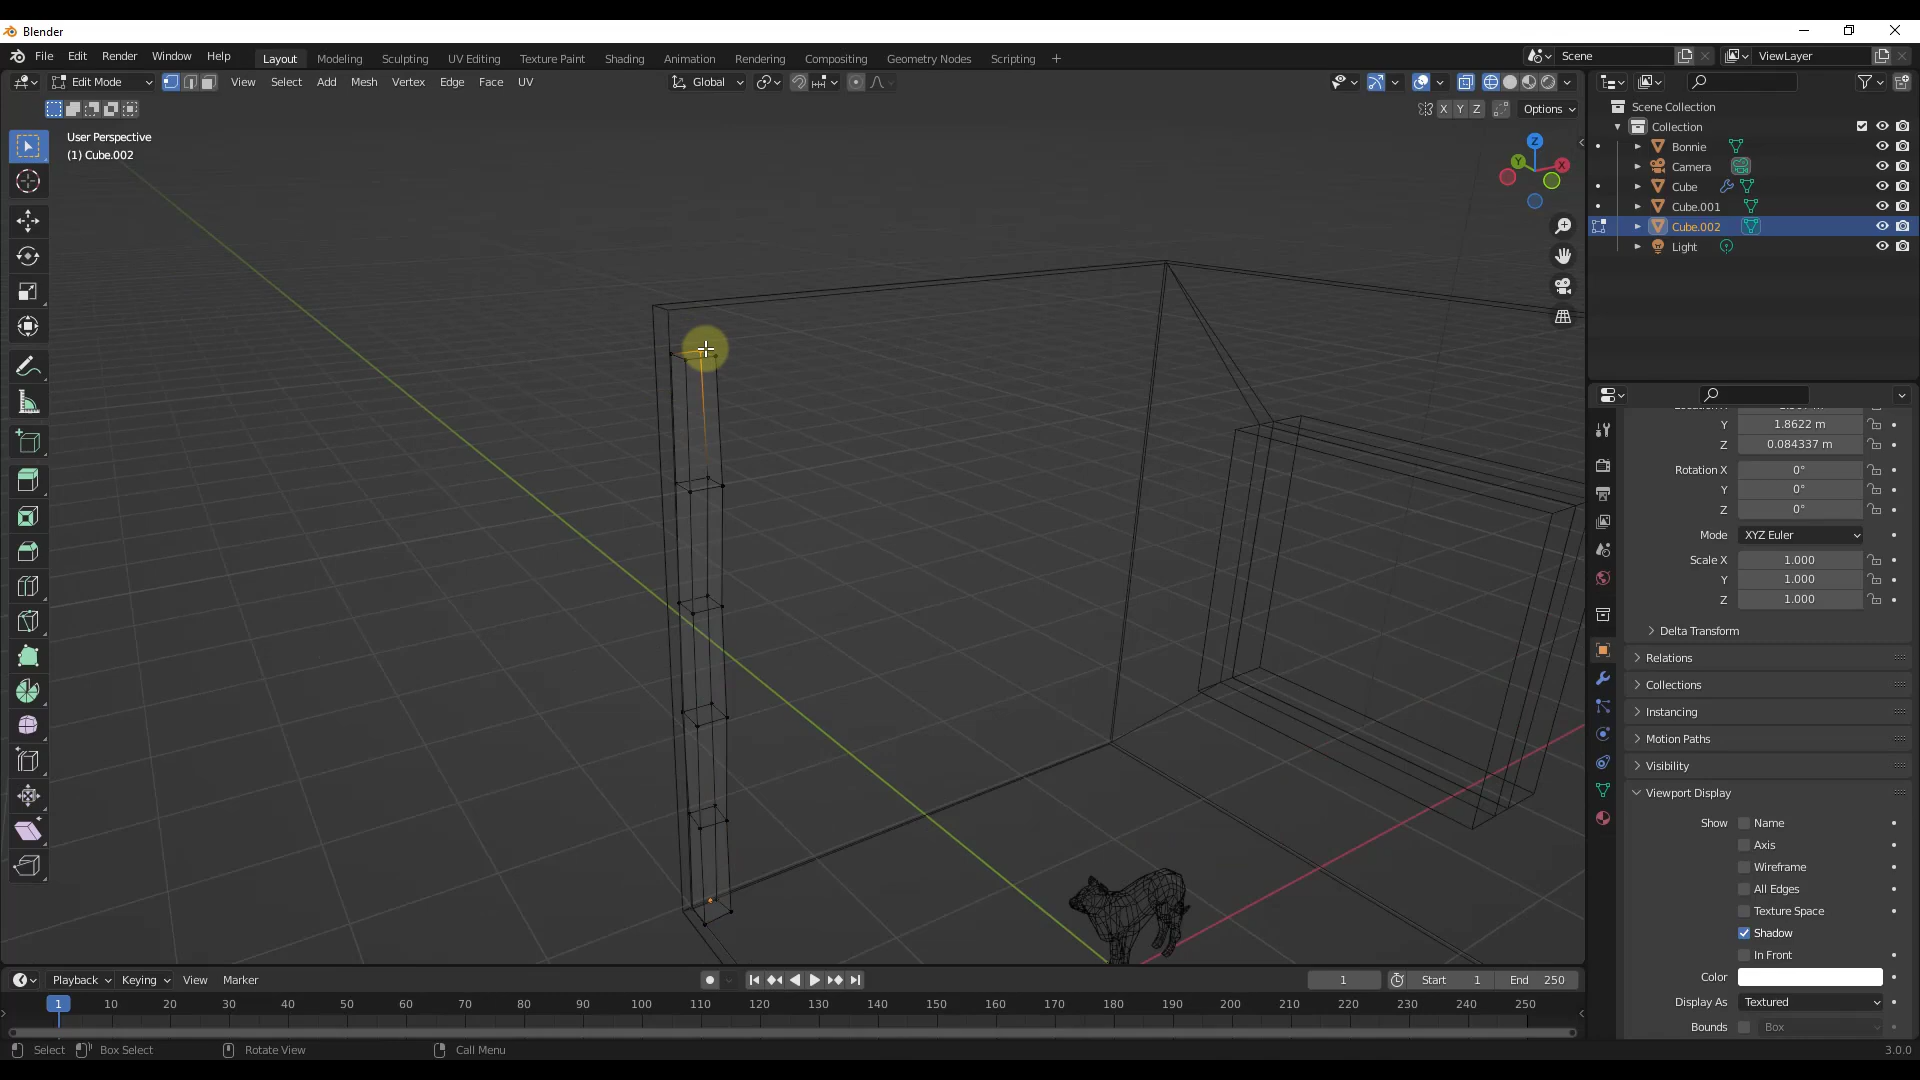 Blender
File Edit Render Window Help
Layout Modeling Sculpting UV Editing Texture Paint Shading Animation Rendering Compositing Geometry Nodes Scripting +
Scene
ViewLayer
Edit Mode View Select Add Mesh Vertex Edge Face UV
Global
X Y Z Options
User Perspective
(1) Cube.002
Z
Y
X
Scene Collection
Collection
Bonnie
Camera
Cube
Cube.001
Cube.002
Light
Y 1.8622 m
Z 0.084337 m
Rotation X 0°
Y 0°
Z 0°
Mode XYZ Euler
Scale X 1.000
Y 1.000
Z 1.000
Delta Transform
Relations
Collections
Instancing
Motion Paths
Visibility
Viewport Display
Show Name
Axis
Wireframe
All Edges
Texture Space
Shadow
In Front
Color
Display As Textured
Bounds Box
Playback Keying View Marker
1 Start 1 End 250
1 10 20 30 40 50 60 70 80 90 100 110 120 130 140 150 160 170 180 190 200 210 220 230 240 250
Select Box Select Rotate View Call Menu
3.0.0